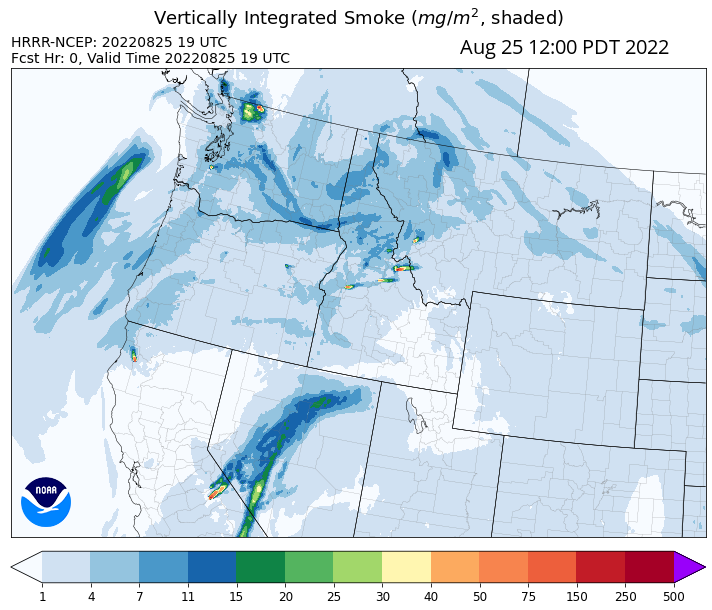 Vertically Integrated Smoke (mg/m², shaded)
HRRR-NCEP: 20220825 19 UTC
Fcst Hr: 0, Valid Time 20220825 19 UTC
Aug 25 12:00 PDT 2022
NOAA
1 4 7 11 15 20 25 30 40 50 75 150 250 500